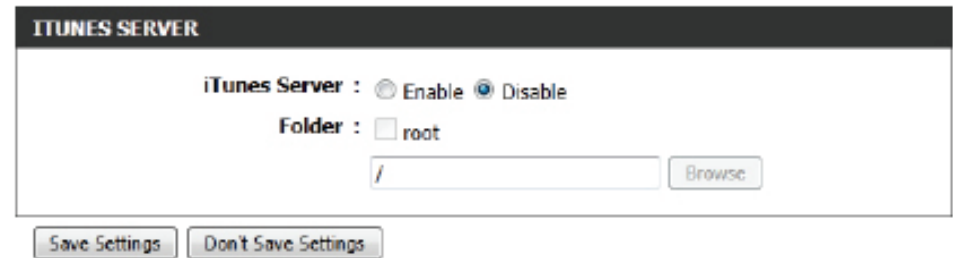 ITUNES SERVER
iTunes Server : Enable Disable
Folder : root
/ Browse
Save Settings Don't Save Settings